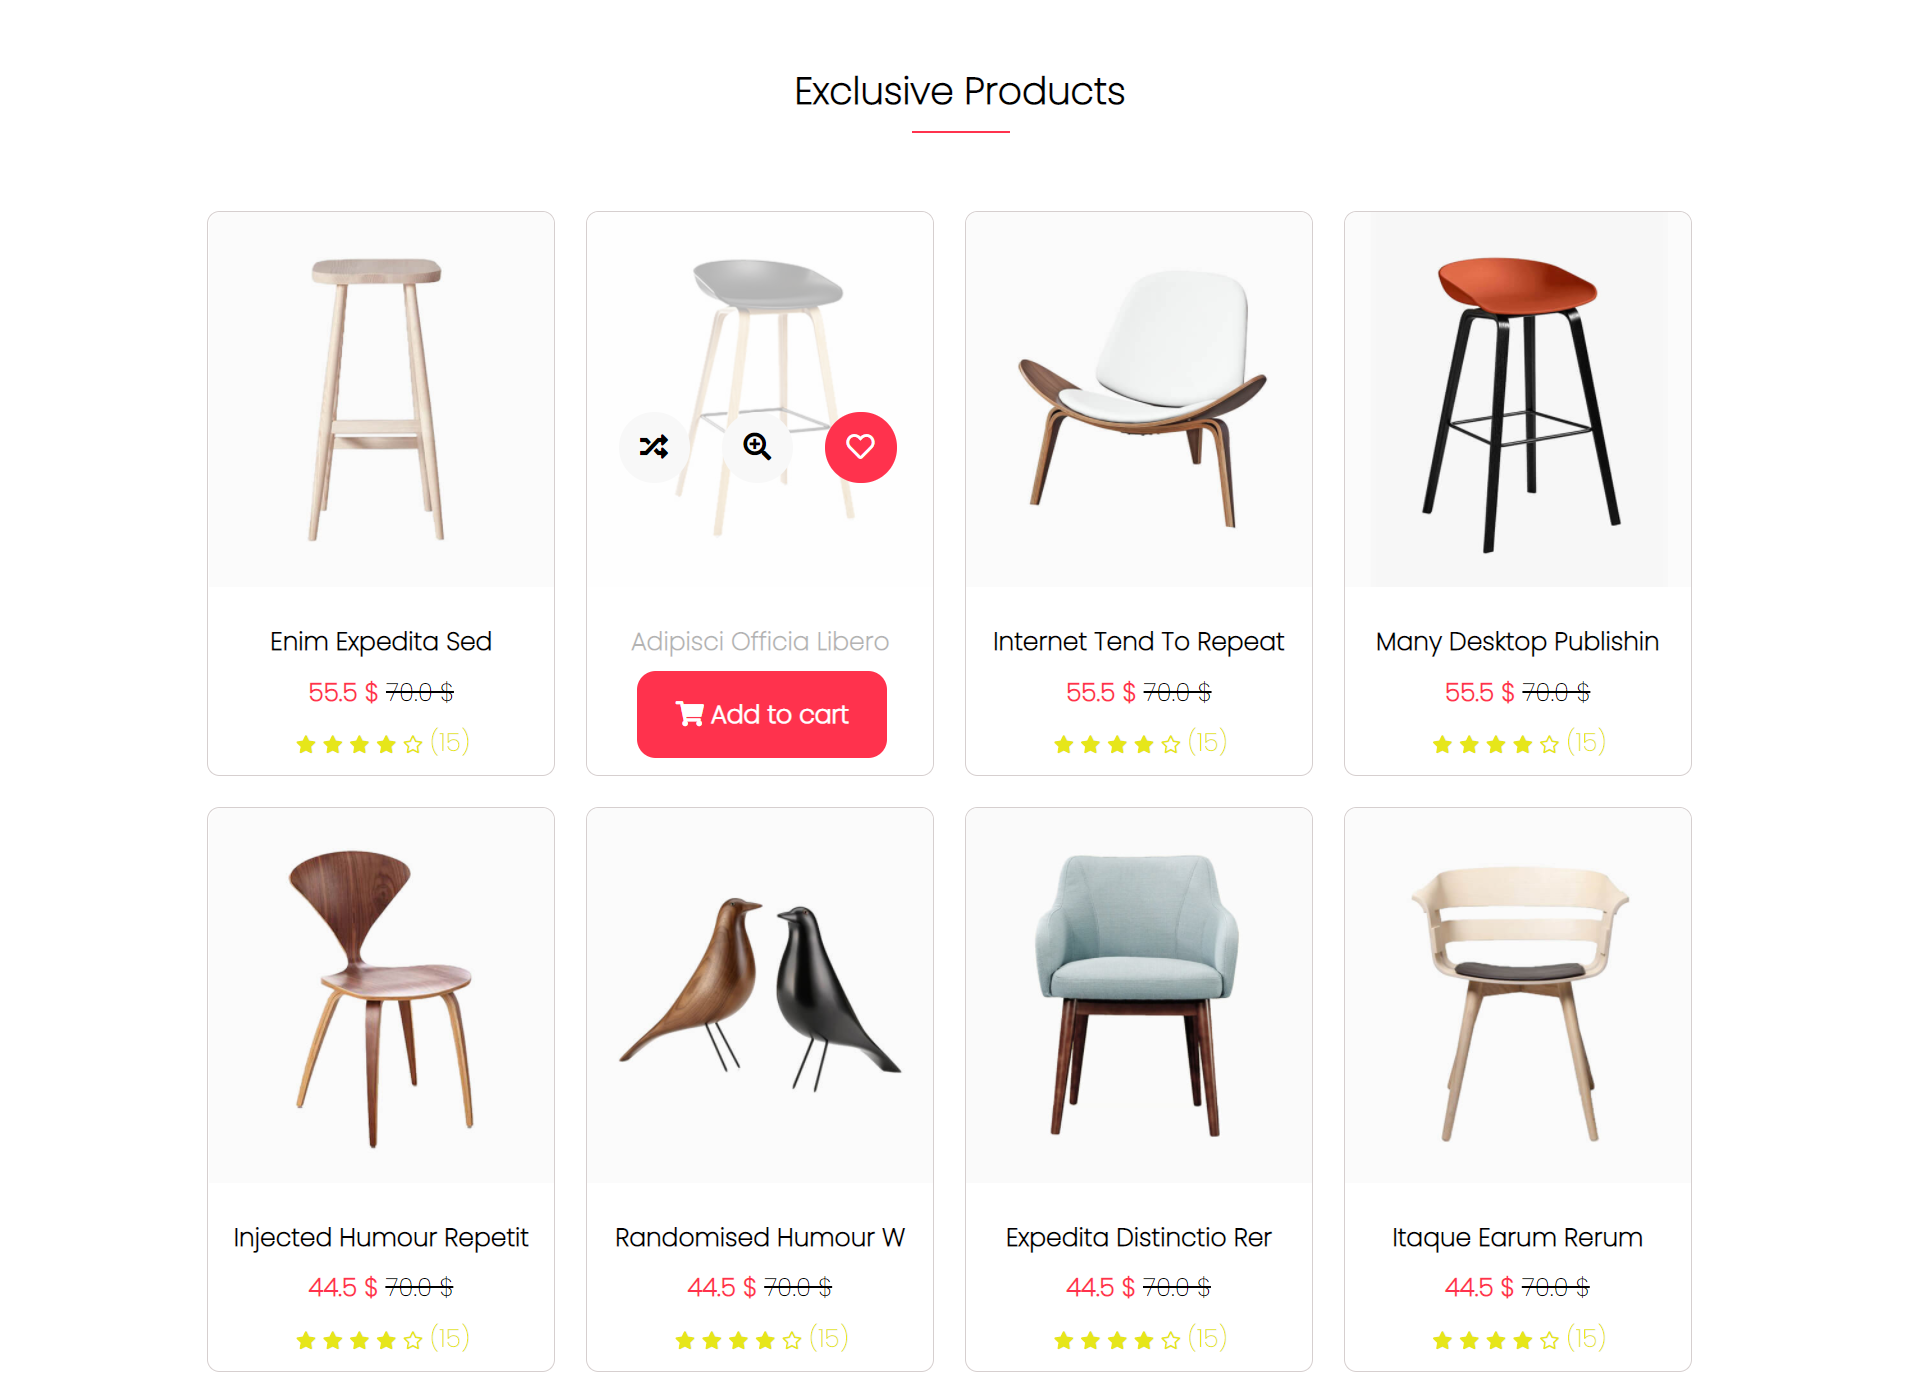 Exclusive Products
Enim Expedita Sed
55.5 $ 70.0 $
(15)
Adipisci Officia Libero
Add to cart
Internet Tend To Repeat
55.5 $ 70.0 $
(15)
Many Desktop Publishin
55.5 $ 70.0 $
(15)
Injected Humour Repetit
44.5 $ 70.0 $
(15)
Randomised Humour W
44.5 $ 70.0 $
(15)
Expedita Distinctio Rer
44.5 $ 70.0 $
(15)
Itaque Earum Rerum
44.5 $ 70.0 $
(15)